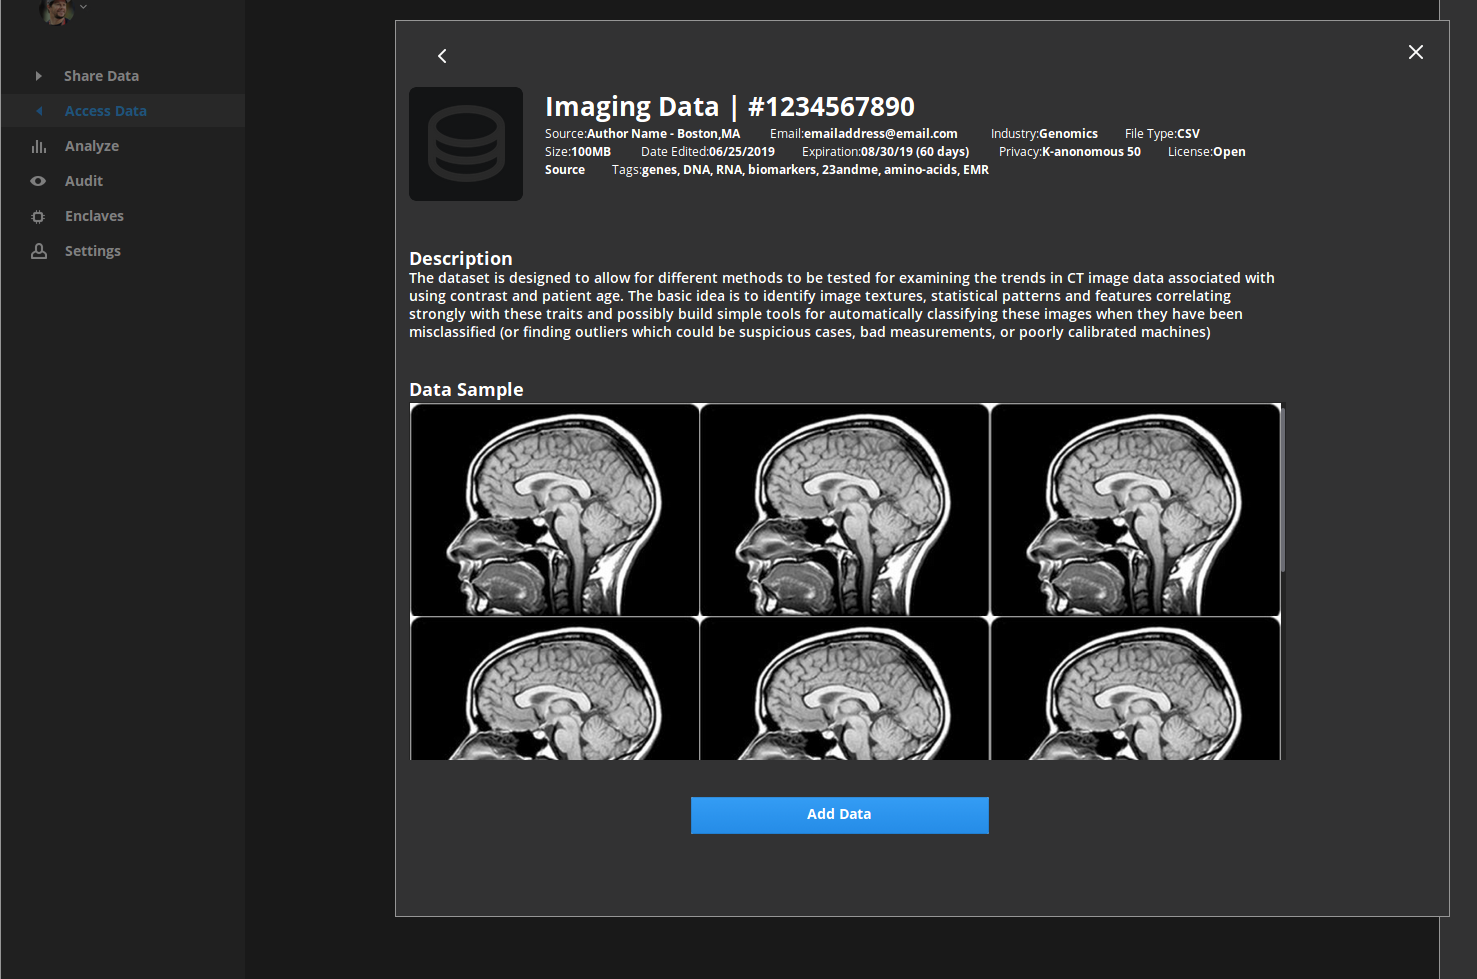 Share Data
Access Data
Analyze
Audit
Enclaves
Settings
Imaging Data | #1234567890
Source:Author Name - Boston,MA Email:emailaddress@email.com Industry:Genomics File Type:CSV
Size:100MB Date Edited:06/25/2019 Expiration:08/30/19 (60 days) Privacy:K-anonomous 50 License:Open
Source Tags:genes, DNA, RNA, biomarkers, 23andme, amino-acids, EMR
Description
The dataset is designed to allow for different methods to be tested for examining the trends in CT image data associated with
using contrast and patient age. The basic idea is to identify image textures, statistical patterns and features correlating
strongly with these traits and possibly build simple tools for automatically classifying these images when they have been
misclassified (or finding outliers which could be suspicious cases, bad measurements, or poorly calibrated machines)
Data Sample
Add Data